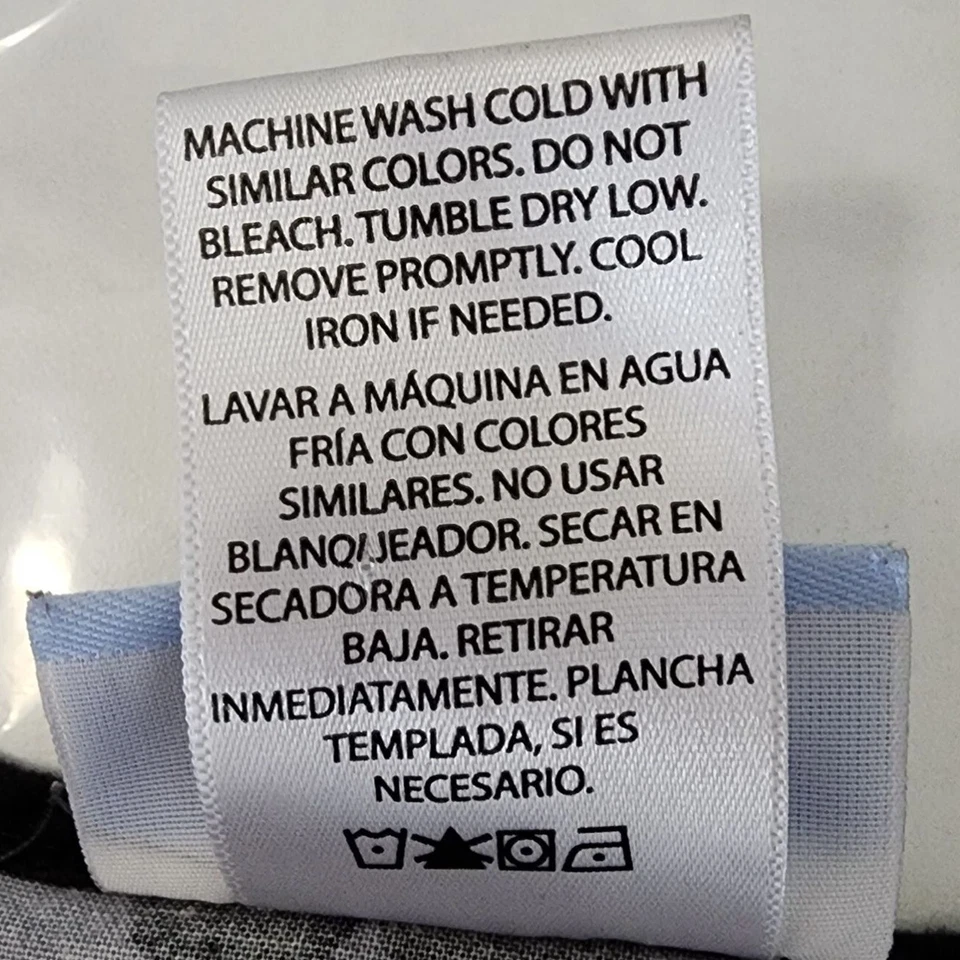 MACHINE WASH COLD WITH
SIMILAR COLORS. DO NOT
BLEACH. TUMBLE DRY LOW.
REMOVE PROMPTLY. COOL
IRON IF NEEDED.
LAVAR A MÁQUINA EN AGUA
FRÍA CON COLORES
SIMILARES. NO USAR
BLANQUEADOR. SECAR EN
SECADORA A TEMPERATURA
BAJA. RETIRAR
INMEDIATAMENTE. PLANCHA
TEMPLADA, SI ES
NECESARIO.